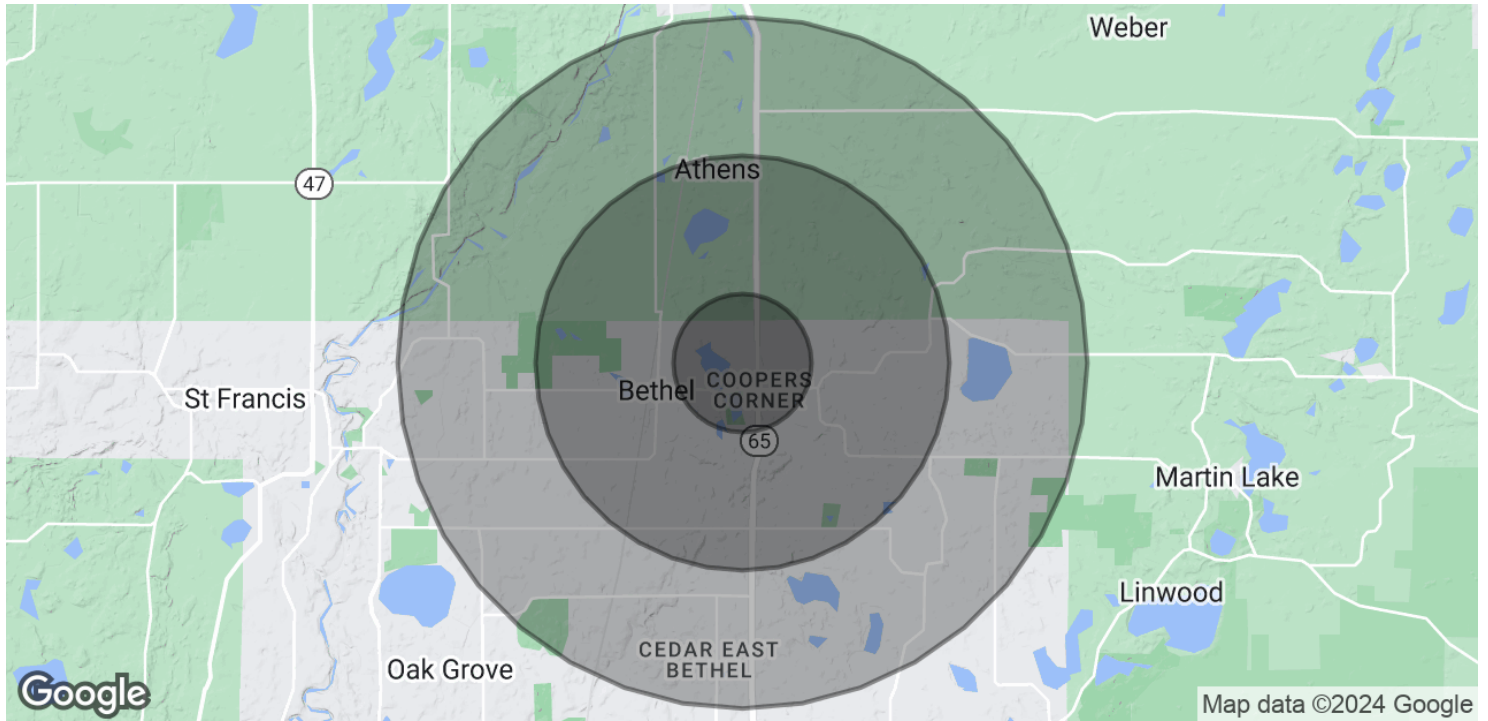 Weber
Athens
47
Bethel
COOPERS
CORNER
St Francis
65
Martin Lake
Linwood
CEDAR EAST
BETHEL
Oak Grove
Google
Map data ©2024 Google